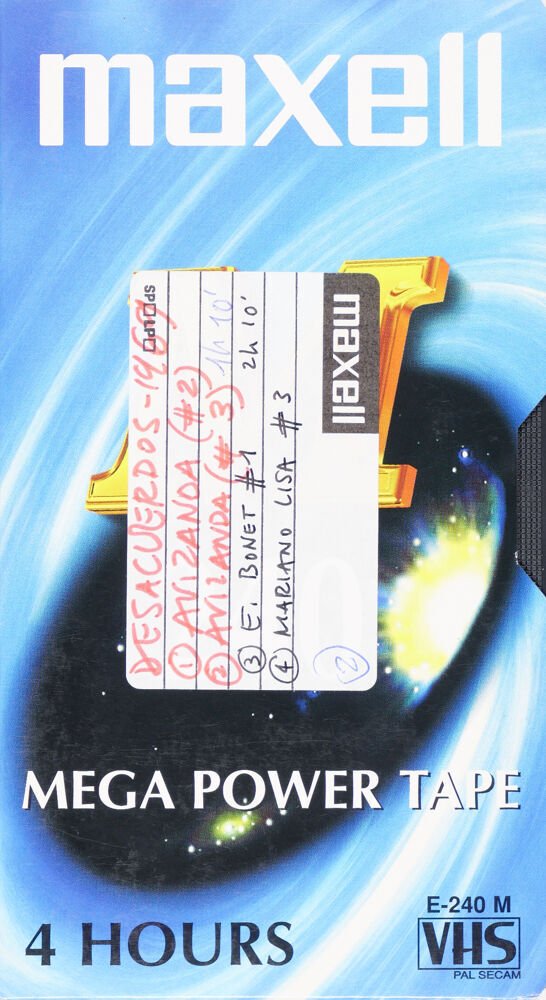 maxell
maxell
SP LP
DESACUERDOS - 1969
① AVIZANDA (#2)
② AVIZANDA (# 3) 1h 10'
③ E. BONET #1 2h 10'
④ MARIANO LISA #3
②
MEGA POWER TAPE
4 HOURS
E-240 M
VHS
PAL SECAM